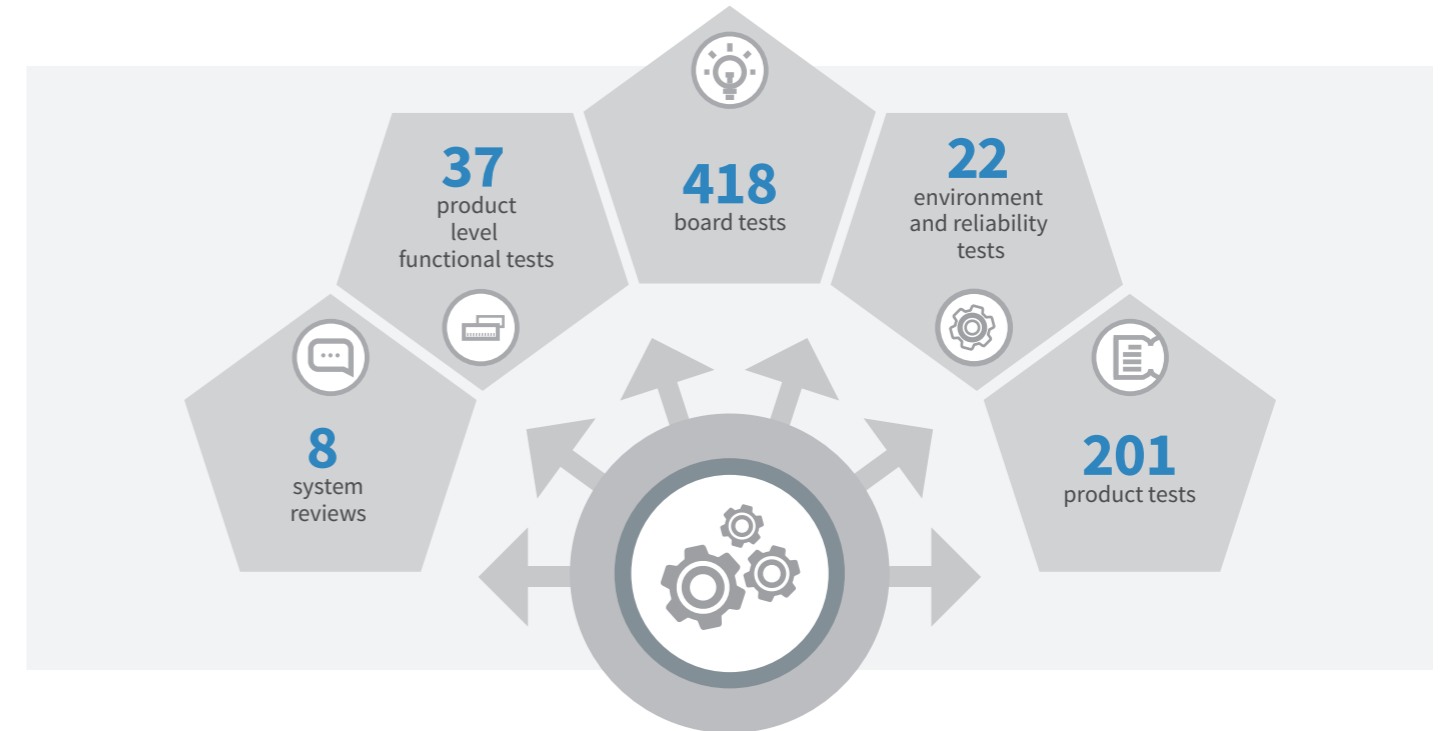 8
system
reviews
37
product
level
functional tests
418
board tests
22
environment
and reliability
tests
201
product tests